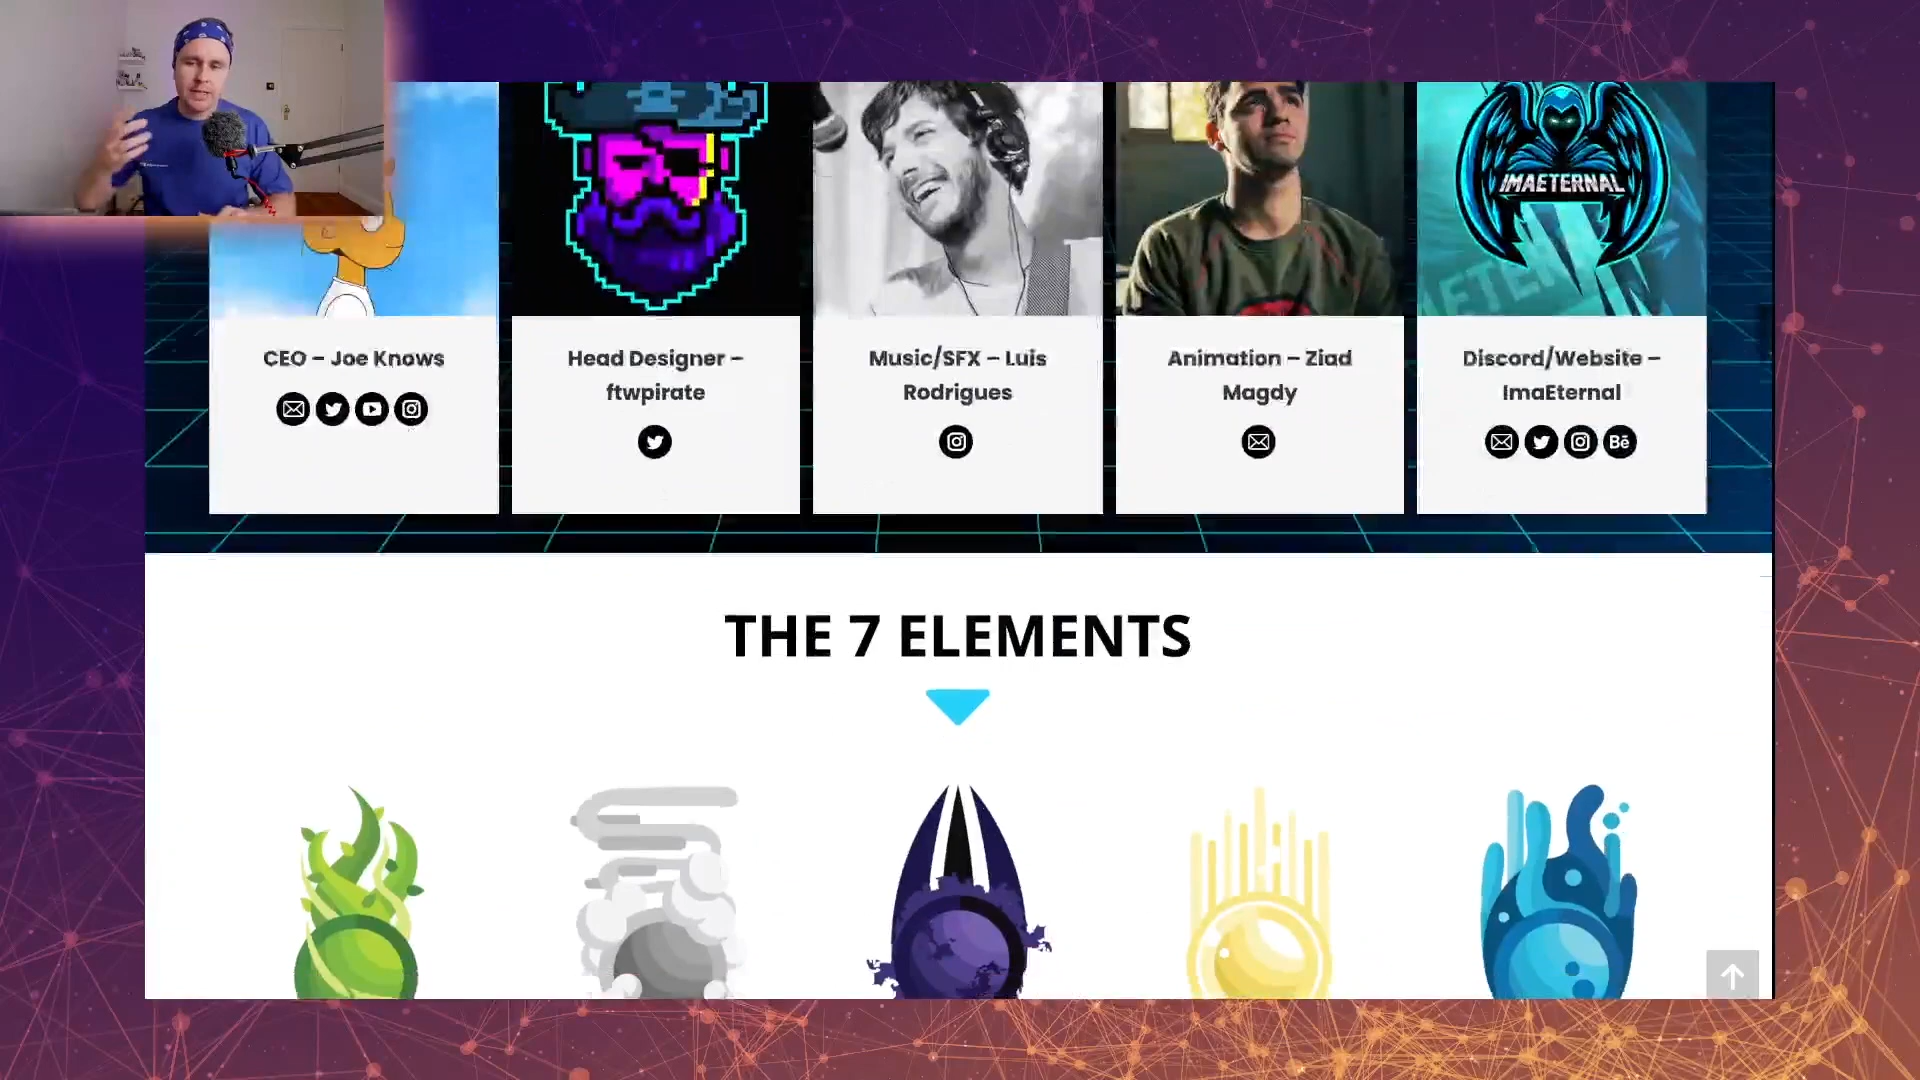 IMAETERNAL
CEO – Joe Knows
Head Designer –
ftwpirate
Music/SFX – Luis
Rodrigues
Animation – Ziad
Magdy
Discord/Website –
ImaEternal
Bē
THE 7 ELEMENTS